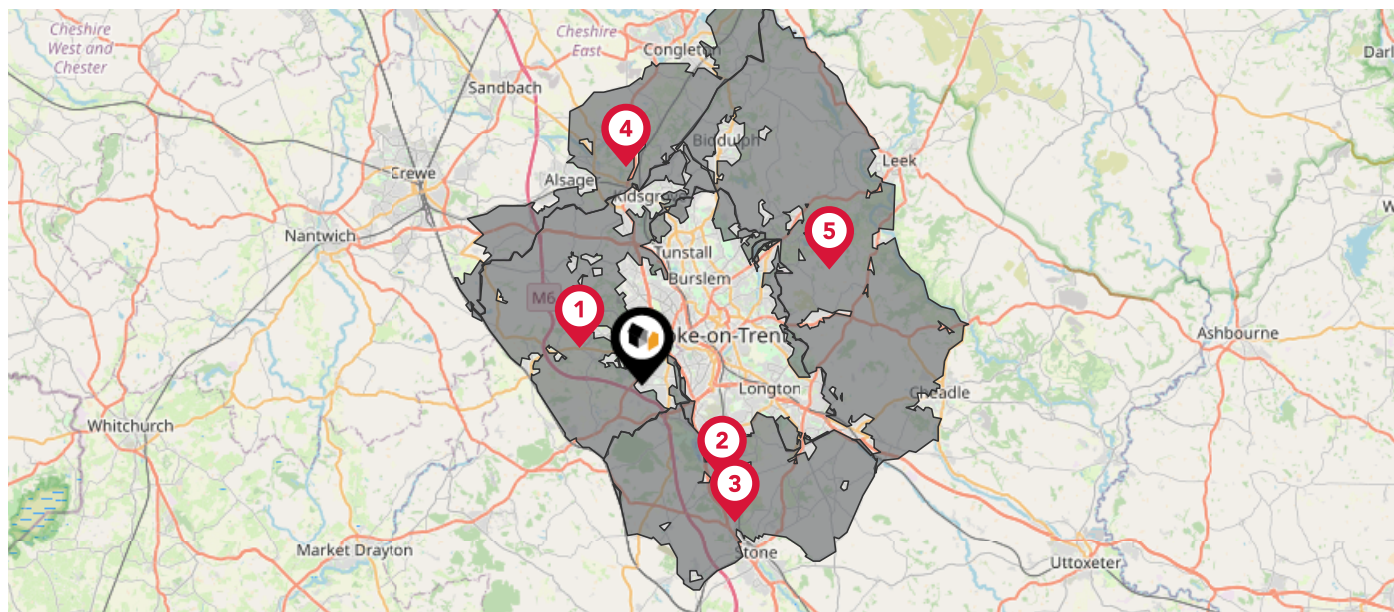 Cheshire
West and
Chester
Cheshire
East
Congleton
Sandbach
4
Biddulph
Leek
Crewe
Alsager
Kidsgrove
Nantwich
5
Tunstall
Burslem
M6
1
oke-on-Trent
Ashbourne
Longton
Cheadle
Whitchurch
2
3
Market Drayton
Stone
Uttoxeter